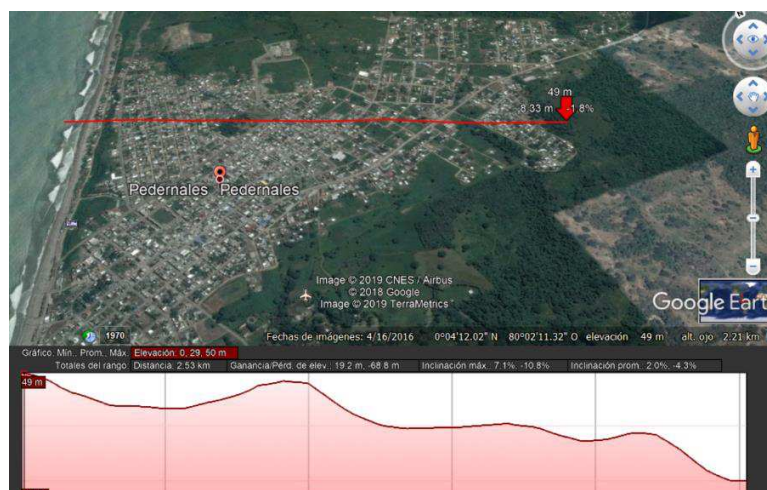 N
49 m
8.33 m -1.8%
Pedernales Pedernales
Image © 2019 CNES / Airbus
© 2018 Google
Image © 2019 TerraMetrics
Google Eart
1970
Fechas de imágenes: 4/16/2016 0°04'12.02" N 80°02'11.32" O elevación 49 m alt. ojo 2.21 km
Gráfico: Mín., Prom., Máx. Elevación: 0, 29, 50 m
Totales del rango: Distancia: 2.53 km Ganancia/Pérd. de elev.: 19.2 m, -68.8 m Inclinación máx.: 7.1%, -10.8% Inclinación prom.: 2.0%, -4.3%
49 m